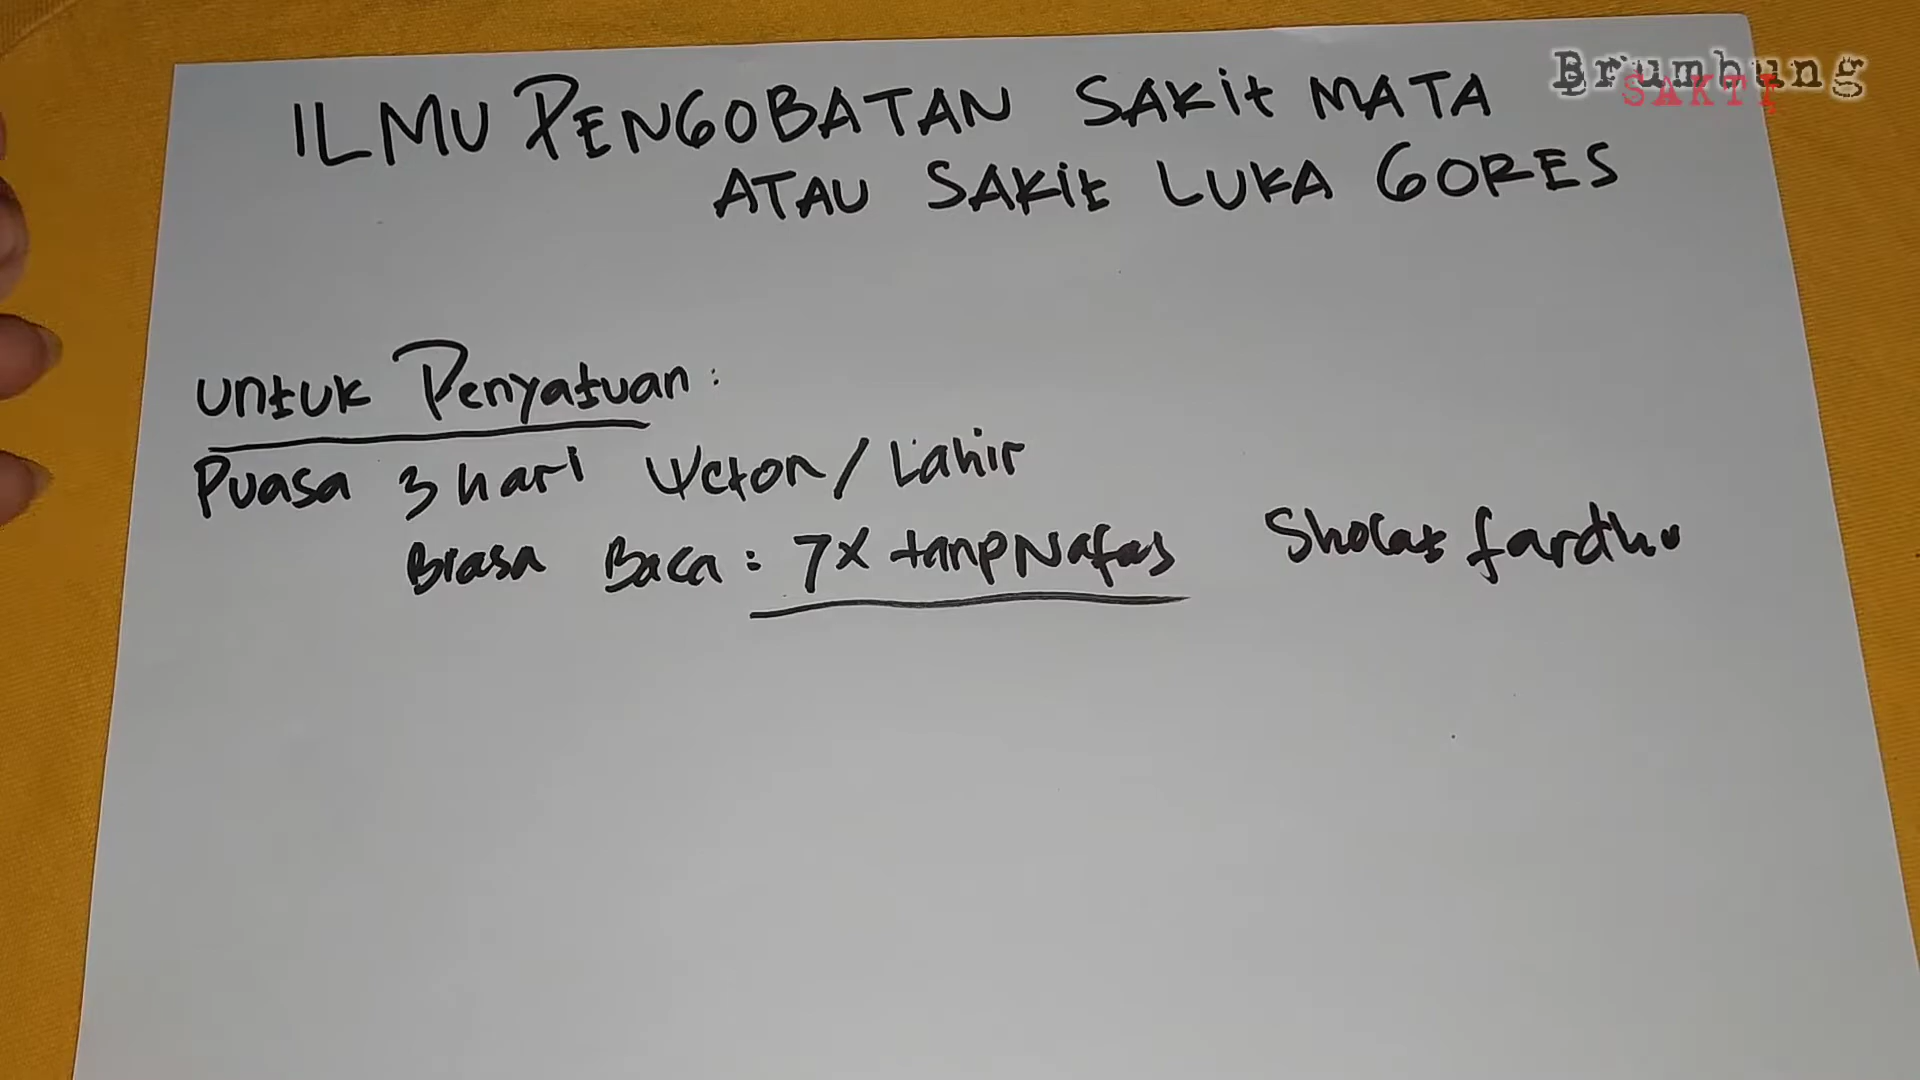 Brumbung
SAKTI
ILMU PENGOBATAN SAKit MATA
ATAU SAKit LUKA GORES
untuk Penyatuan:
Puasa 3 hari Weton/Lahir
Biasa Baca: 7x tanpNafas Sholat fardhu